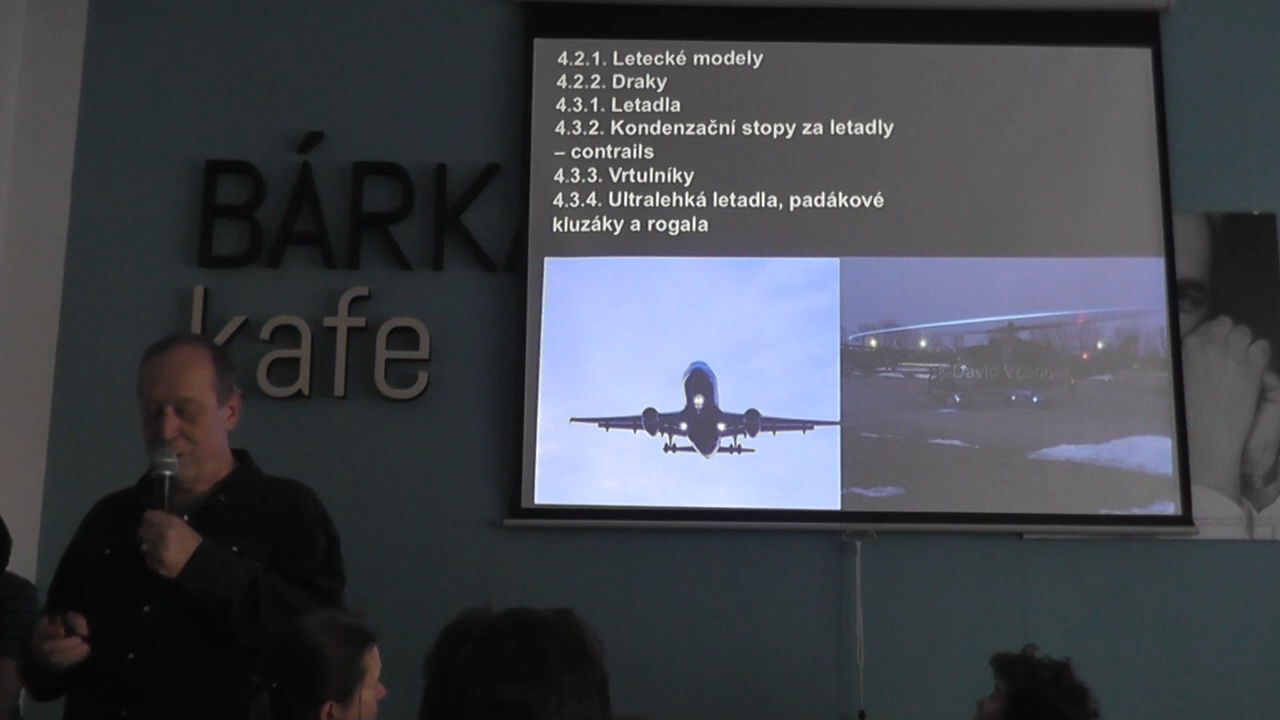 BÁRKA
kafe
4.2.1. Letecké modely
4.2.2. Draky
4.3.1. Letadla
4.3.2. Kondenzační stopy za letadly
– contrails
4.3.3. Vrtulníky
4.3.4. Ultralehká letadla, padákové
kluzáky a rogala
©David